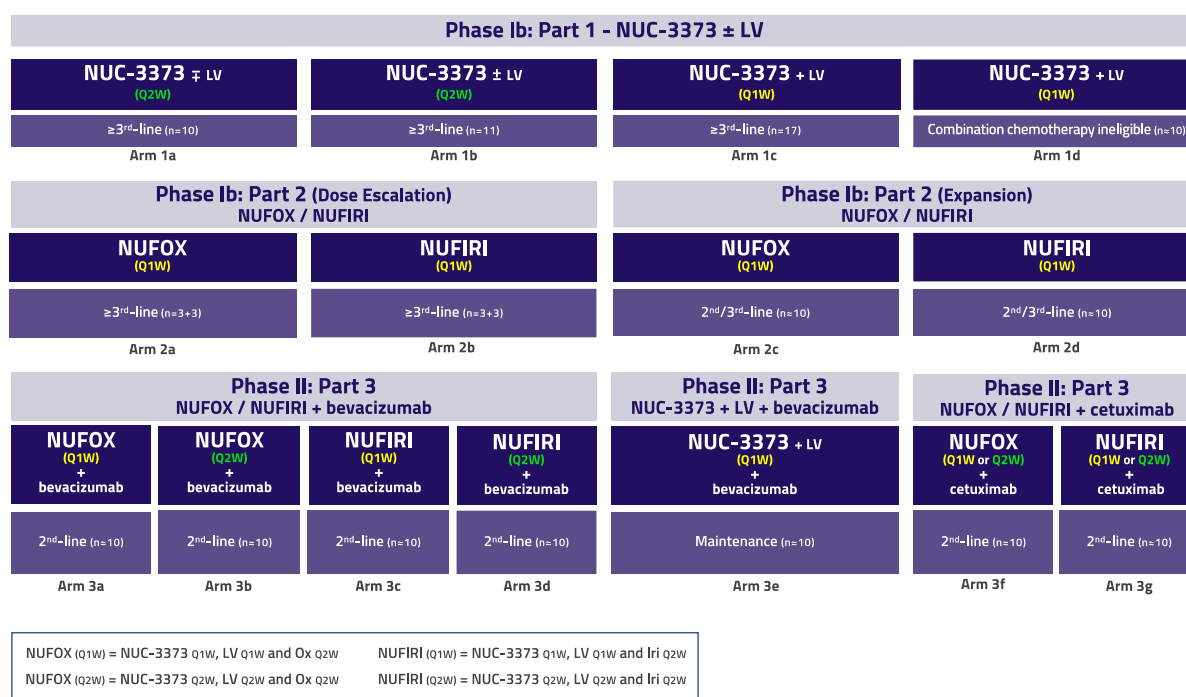 Phase Ib: Part 1 - NUC-3373 ± LV
NUC-3373 ∓ LV
(Q2W)
≥3rd-line (n=10)
Arm 1a
NUC-3373 ± LV
(Q2W)
≥3rd-line (n=11)
Arm 1b
NUC-3373 + LV
(Q1W)
≥3rd-line (n=17)
Arm 1c
NUC-3373 + LV
(Q1W)
Combination chemotherapy ineligible (n≈10)
Arm 1d
Phase Ib: Part 2 (Dose Escalation)
NUFOX / NUFIRI
NUFOX
(Q1W)
≥3rd-line (n=3+3)
Arm 2a
NUFIRI
(Q1W)
≥3rd-line (n=3+3)
Arm 2b
Phase Ib: Part 2 (Expansion)
NUFOX / NUFIRI
NUFOX
(Q1W)
2nd/3rd-line (n≈10)
Arm 2c
NUFIRI
(Q1W)
2nd/3rd-line (n≈10)
Arm 2d
Phase II: Part 3
NUFOX / NUFIRI + bevacizumab
NUFOX
(Q1W)
+
bevacizumab
2nd-line (n≈10)
Arm 3a
NUFOX
(Q2W)
+
bevacizumab
2nd-line (n≈10)
Arm 3b
NUFIRI
(Q1W)
+
bevacizumab
2nd-line (n≈10)
Arm 3c
NUFIRI
(Q2W)
+
bevacizumab
2nd-line (n≈10)
Arm 3d
Phase II: Part 3
NUC-3373 + LV + bevacizumab
NUC-3373 + LV
(Q1W)
+
bevacizumab
Maintenance (n≈10)
Arm 3e
Phase II: Part 3
NUFOX / NUFIRI + cetuximab
NUFOX
(Q1W or Q2W)
+
cetuximab
2nd-line (n≈10)
Arm 3f
NUFIRI
(Q1W or Q2W)
+
cetuximab
2nd-line (n≈10)
Arm 3g
NUFOX (Q1W) = NUC-3373 Q1W, LV Q1W and Ox Q2W
NUFIRI (Q1W) = NUC-3373 Q1W, LV Q1W and Iri Q2W
NUFOX (Q2W) = NUC-3373 Q2W, LV Q2W and Ox Q2W
NUFIRI (Q2W) = NUC-3373 Q2W, LV Q2W and Iri Q2W